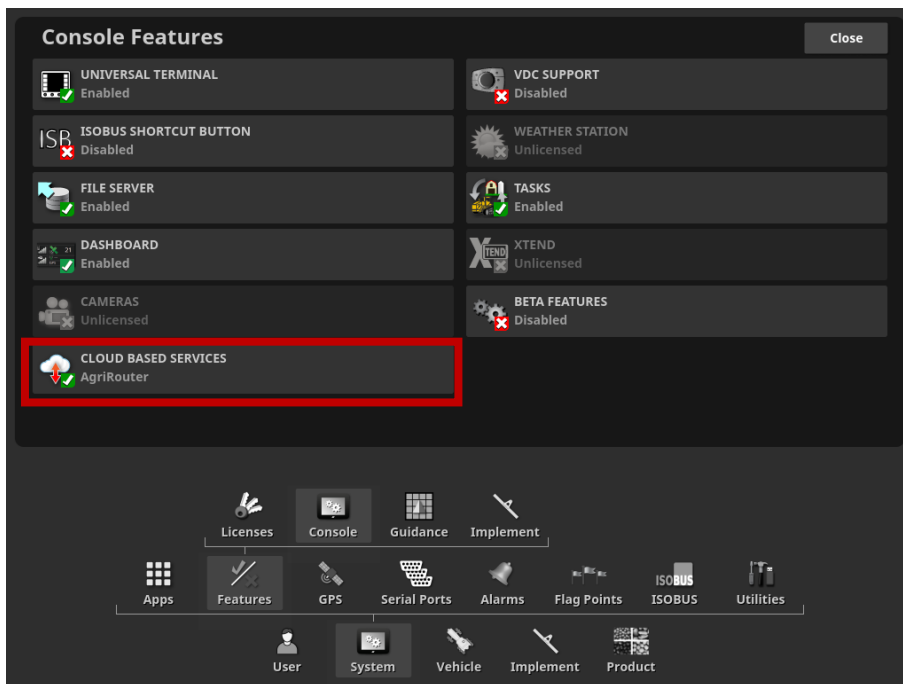 Console Features
Close
UNIVERSAL TERMINAL
Enabled
VDC SUPPORT
Disabled
ISB
ISOBUS SHORTCUT BUTTON
Disabled
WEATHER STATION
Unlicensed
FILE SERVER
Enabled
TASKS
Enabled
21
DASHBOARD
Enabled
XTEND
XTEND
Unlicensed
CAMERAS
Unlicensed
BETA FEATURES
Disabled
CLOUD BASED SERVICES
AgriRouter
Licenses
Console
Guidance
Implement
ISOBUS
Apps
Features
GPS
Serial Ports
Alarms
Flag Points
ISOBUS
Utilities
User
System
Vehicle
Implement
Product